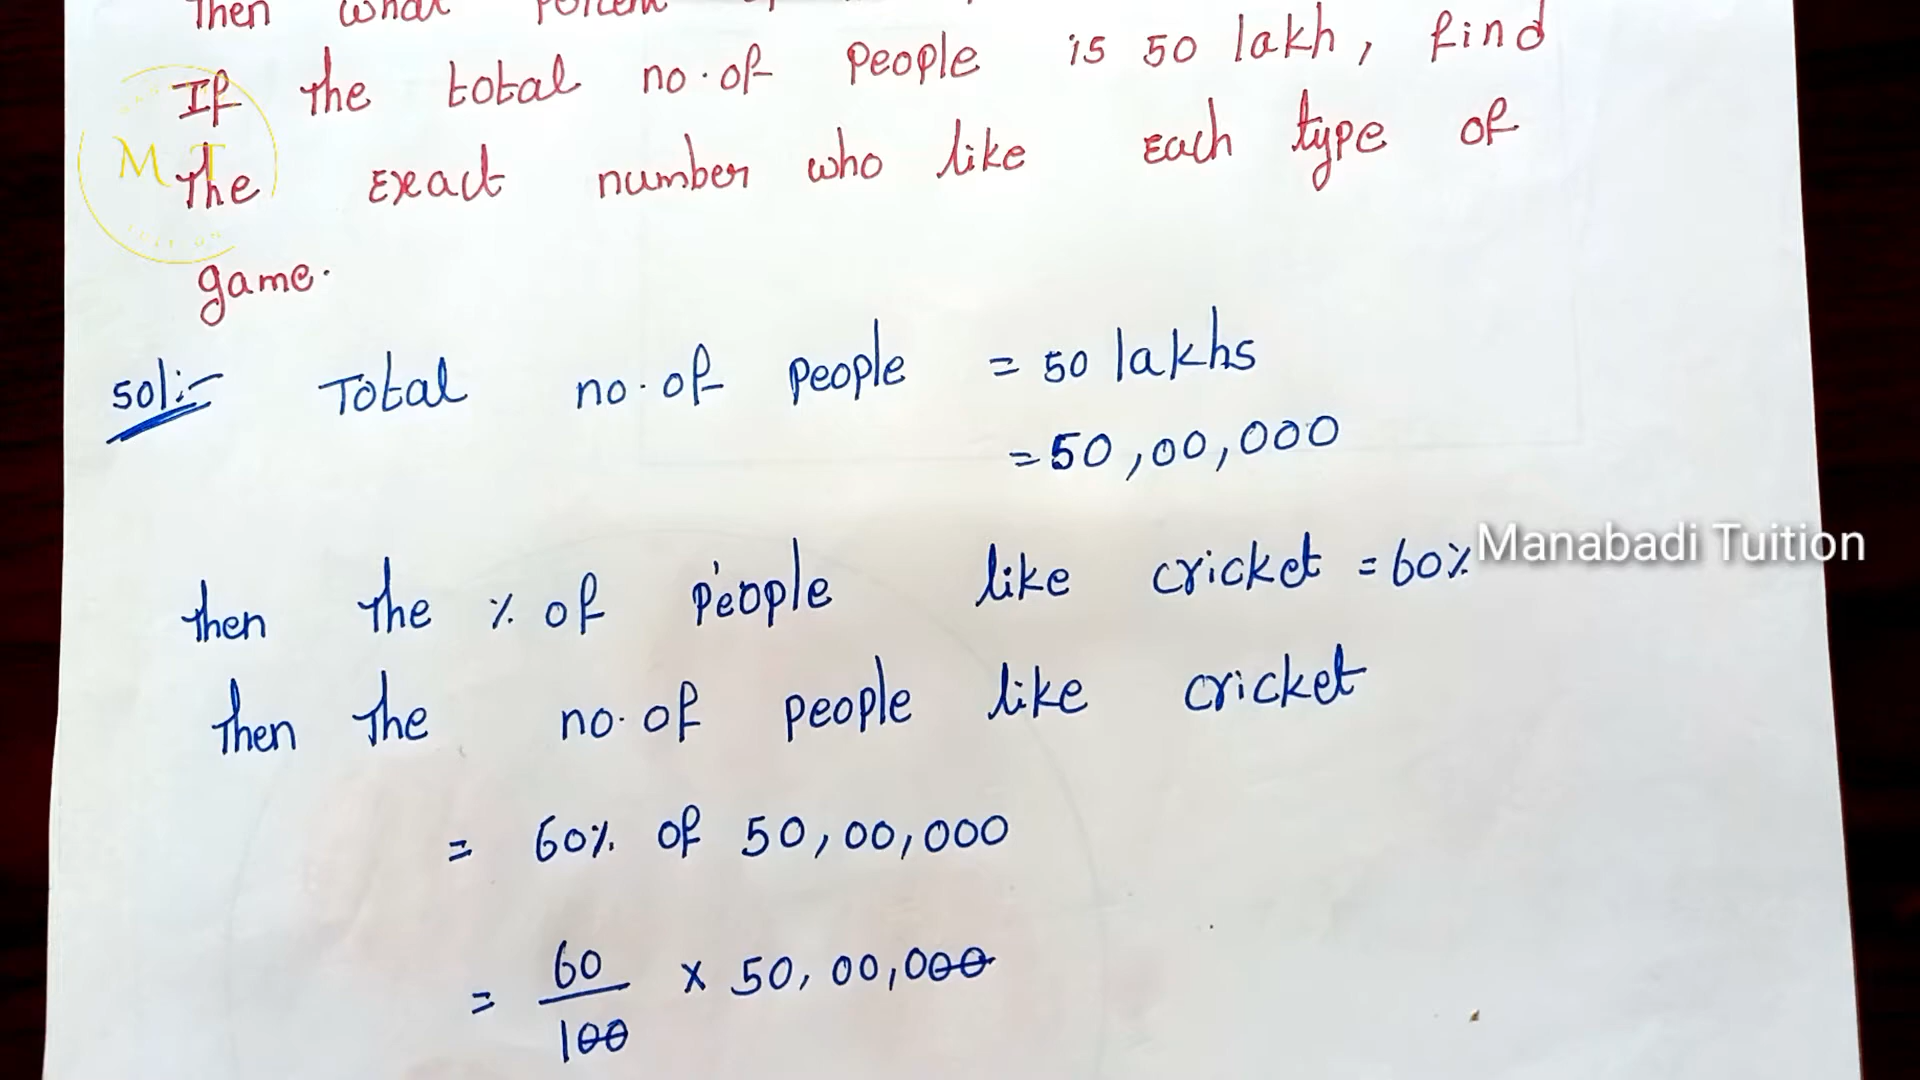 Then what percent
If the total no. of people is 50 lakh, find
the exact number who like each type of
game.
Sol:- Total no. of people = 50 lakhs
= 50,00,000
Manabadi Tuition
then the % of people like cricket = 60%
then the no. of people like cricket
= 60% of 50,00,000
= 60/100 x 50,00,000
M T